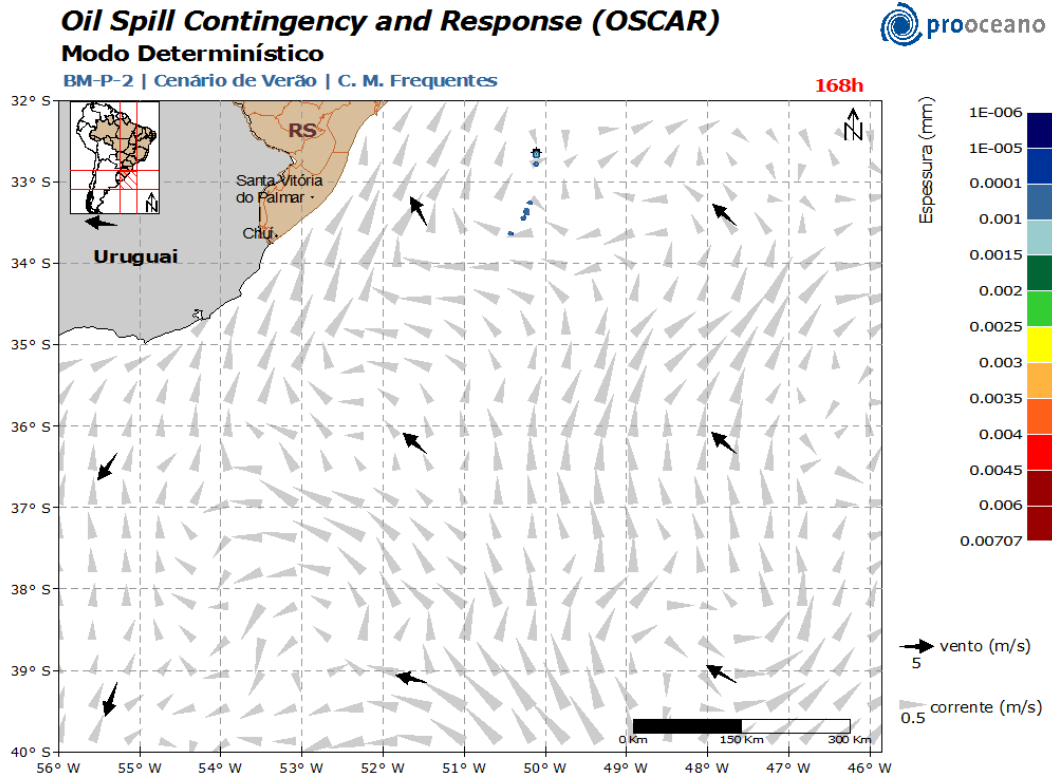 Oil Spill Contingency and Response (OSCAR)
Modo Determinístico
BM-P-2 | Cenário de Verão | C. M. Frequentes
168h
prooceano
32° S
33° S
34° S
35° S
36° S
37° S
38° S
39° S
40° S
RS
Santa Vitória
do Palmar
Chuí
Uruguai
N
N
56° W
55° W
54° W
53° W
52° W
51° W
50° W
49° W
48° W
47° W
46° W
0 Km
150 Km
300 Km
Espessura (mm)
1E-006
1E-005
0.0001
0.001
0.0015
0.002
0.0025
0.003
0.0035
0.004
0.0045
0.006
0.00707
vento (m/s)
5
corrente (m/s)
0.5